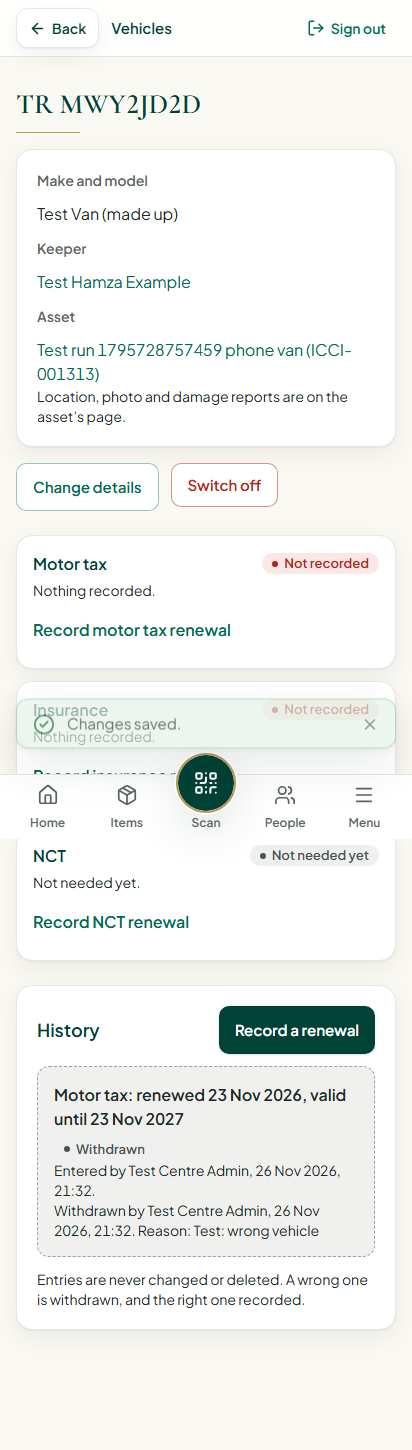 Back
Vehicles
Sign out
TR MWY2JD2D
Make and model
Test Van (made up)
Keeper
Test Hamza Example
Asset
Test run 1795728757459 phone van (ICCI-
001313)
Location, photo and damage reports are on the
asset's page.
Change details
Switch off
Motor tax
Not recorded
Nothing recorded.
Record motor tax renewal
Insurance
Not recorded
Changes saved.
Nothing recorded.
Home
Items
Scan
People
Menu
NCT
Not needed yet
Not needed yet.
Record NCT renewal
History
Record a renewal
Motor tax: renewed 23 Nov 2026, valid
until 23 Nov 2027
Withdrawn
Entered by Test Centre Admin, 26 Nov 2026,
21:32.
Withdrawn by Test Centre Admin, 26 Nov
2026, 21:32. Reason: Test: wrong vehicle
Entries are never changed or deleted. A wrong one
is withdrawn, and the right one recorded.